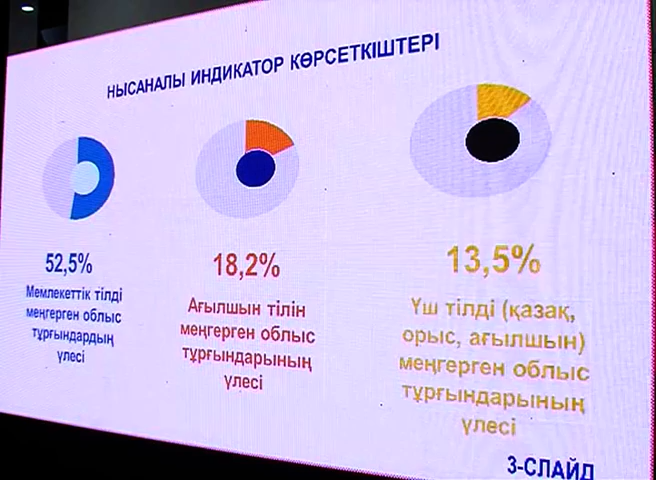 НЫСАНАЛЫ ИНДИКАТОР КӨРСЕТКІШТЕРІ
52,5%
Мемлекеттік тілді
меңгерген облыс
тұрғындардың
үлесі
18,2%
Ағылшын тілін
меңгерген облыс
тұрғындарының
үлесі
13,5%
Үш тілді (қазақ,
орыс, ағылшын)
меңгерген облыс
тұрғындарының
үлесі
3-СЛАЙД